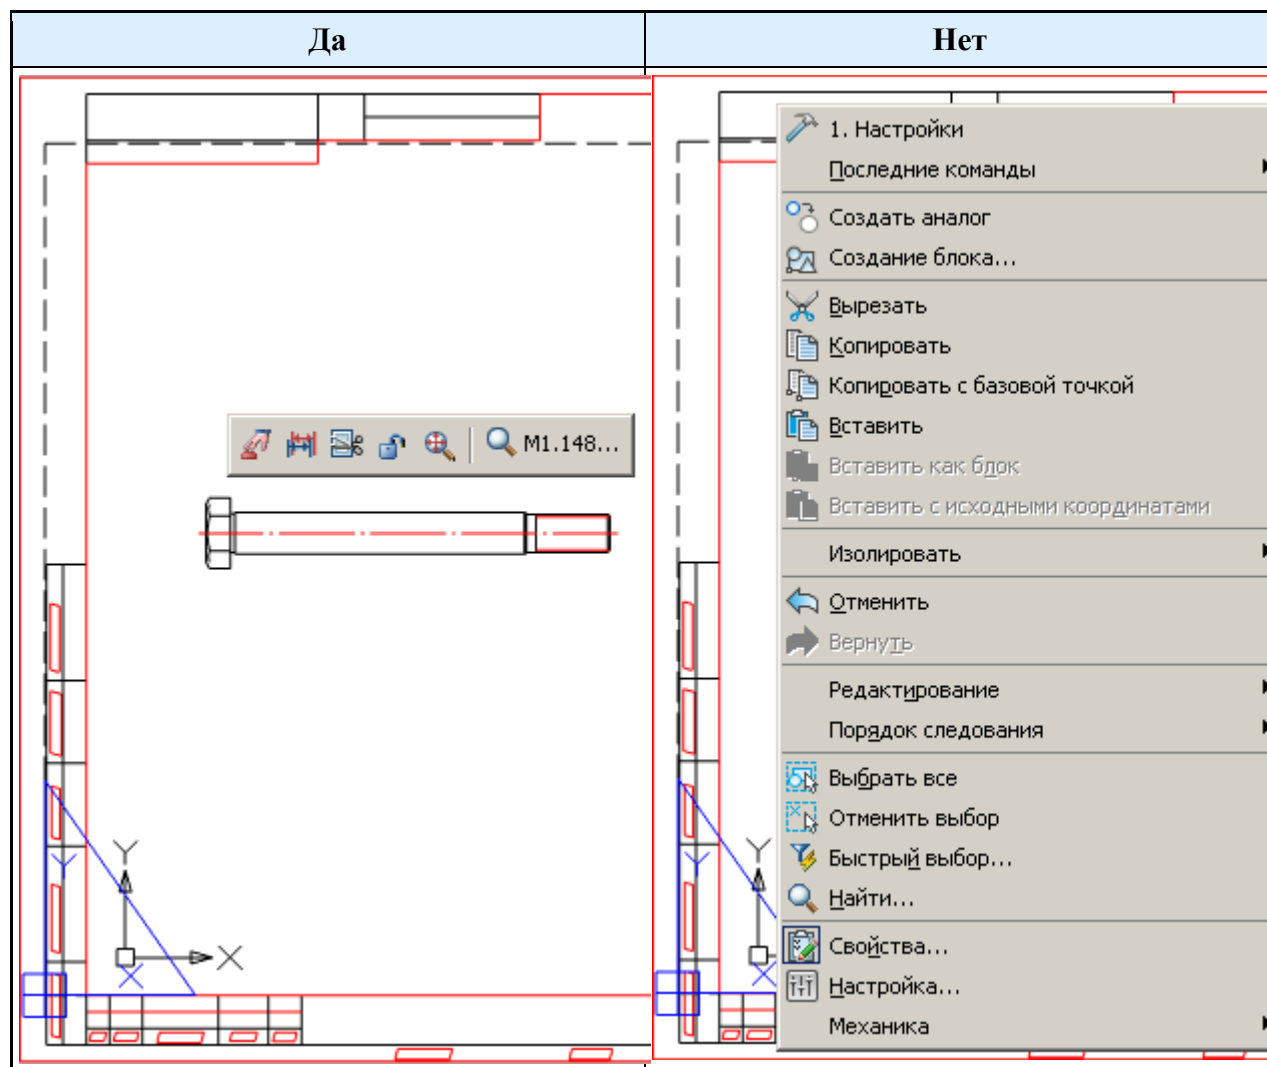 Да
Нет
М1.148...
Y
X
Y
X
1. Настройки
Последние команды
Создать аналог
Создание блока...
Вырезать
Копировать
Копировать с базовой точкой
Вставить
Вставить как блок
Вставить с исходными координатами
Изолировать
Отменить
Вернуть
Редактирование
Порядок следования
Выбрать все
Отменить выбор
Быстрый выбор...
Найти...
Свойства...
Настройка...
Механика
Y
Y
X